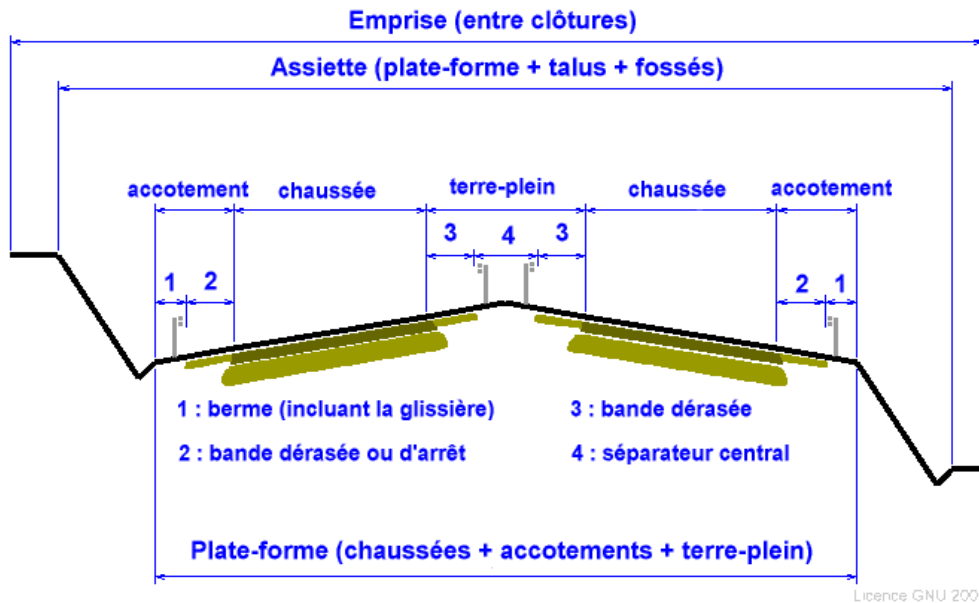 Emprise (entre clôtures)
Assiette (plate-forme + talus + fossés)
accotement chaussée terre-plein chaussée accotement
3 4 3
1 2 2 1
1 : berme (incluant la glissière) 3 : bande dérasée
2 : bande dérasée ou d'arrêt 4 : séparateur central
Plate-forme (chaussées + accotements + terre-plein)
Licence GNU